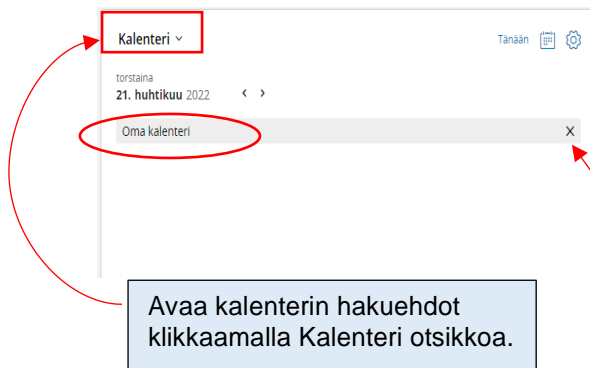 Kalenteri
Tänään
torstaina
21. huhtikuu 2022
Oma kalenteri
Avaa kalenterin hakuehdot
klikkaamalla Kalenteri otsikkoa.